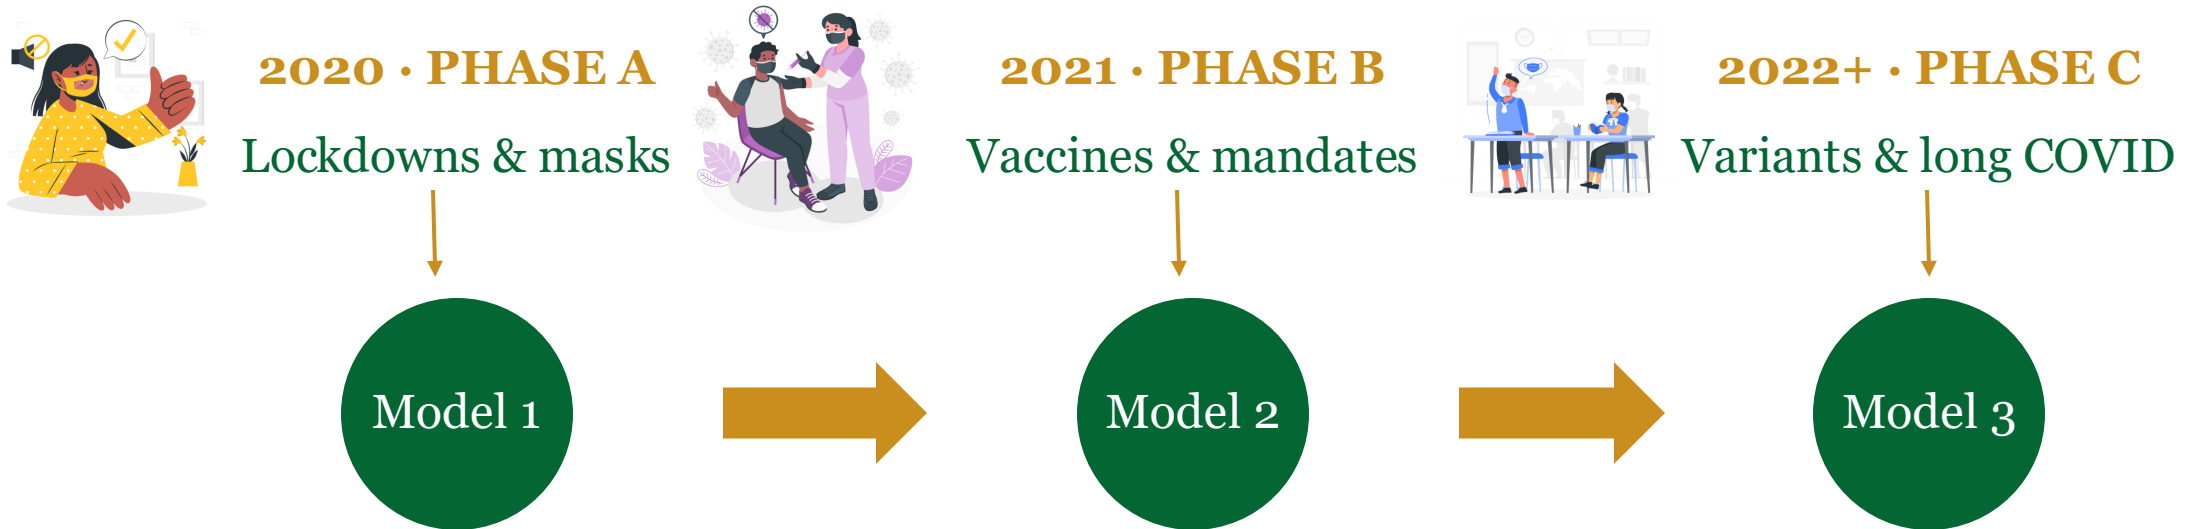 2020 · PHASE A
Lockdowns & masks
2021 · PHASE B
Vaccines & mandates
2022+ · PHASE C
Variants & long COVID
Model 1
Model 2
Model 3